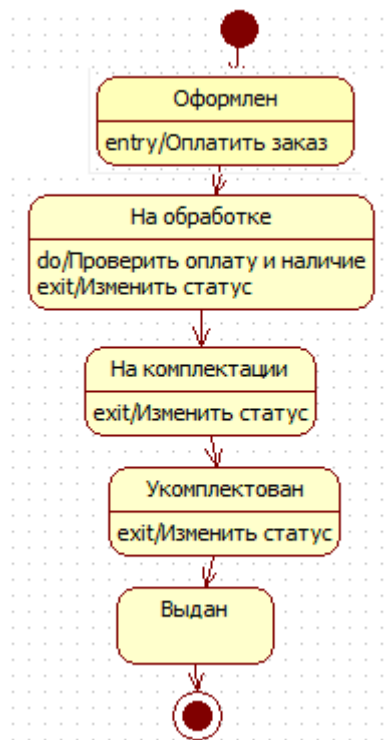 Оформлен
entry/Оплатить заказ
На обработке
do/Проверить оплату и наличие
exit/Изменить статус
На комплектации
exit/Изменить статус
Укомплектован
exit/Изменить статус
Выдан